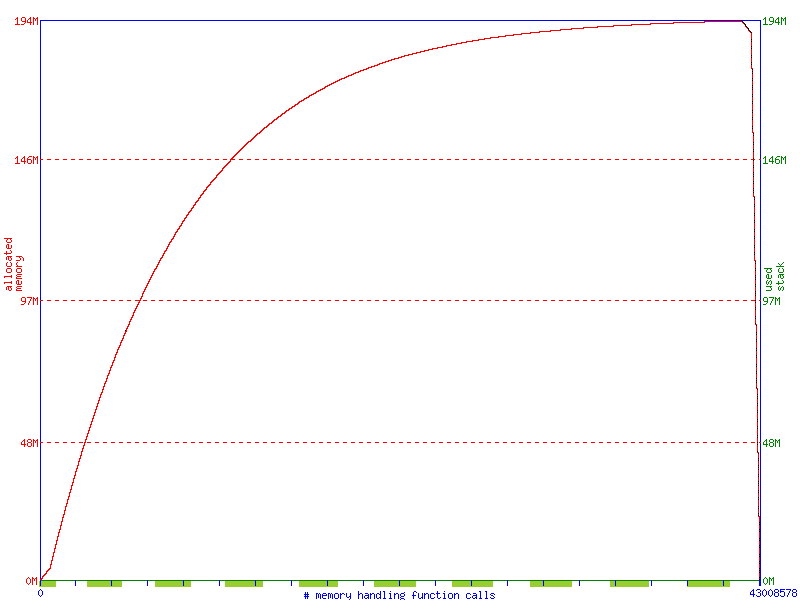 194M
194M
146M
146M
allocated
memory
used
stack
97M
97M
48M
48M
0M
0M
0
# memory handling function calls
43008578